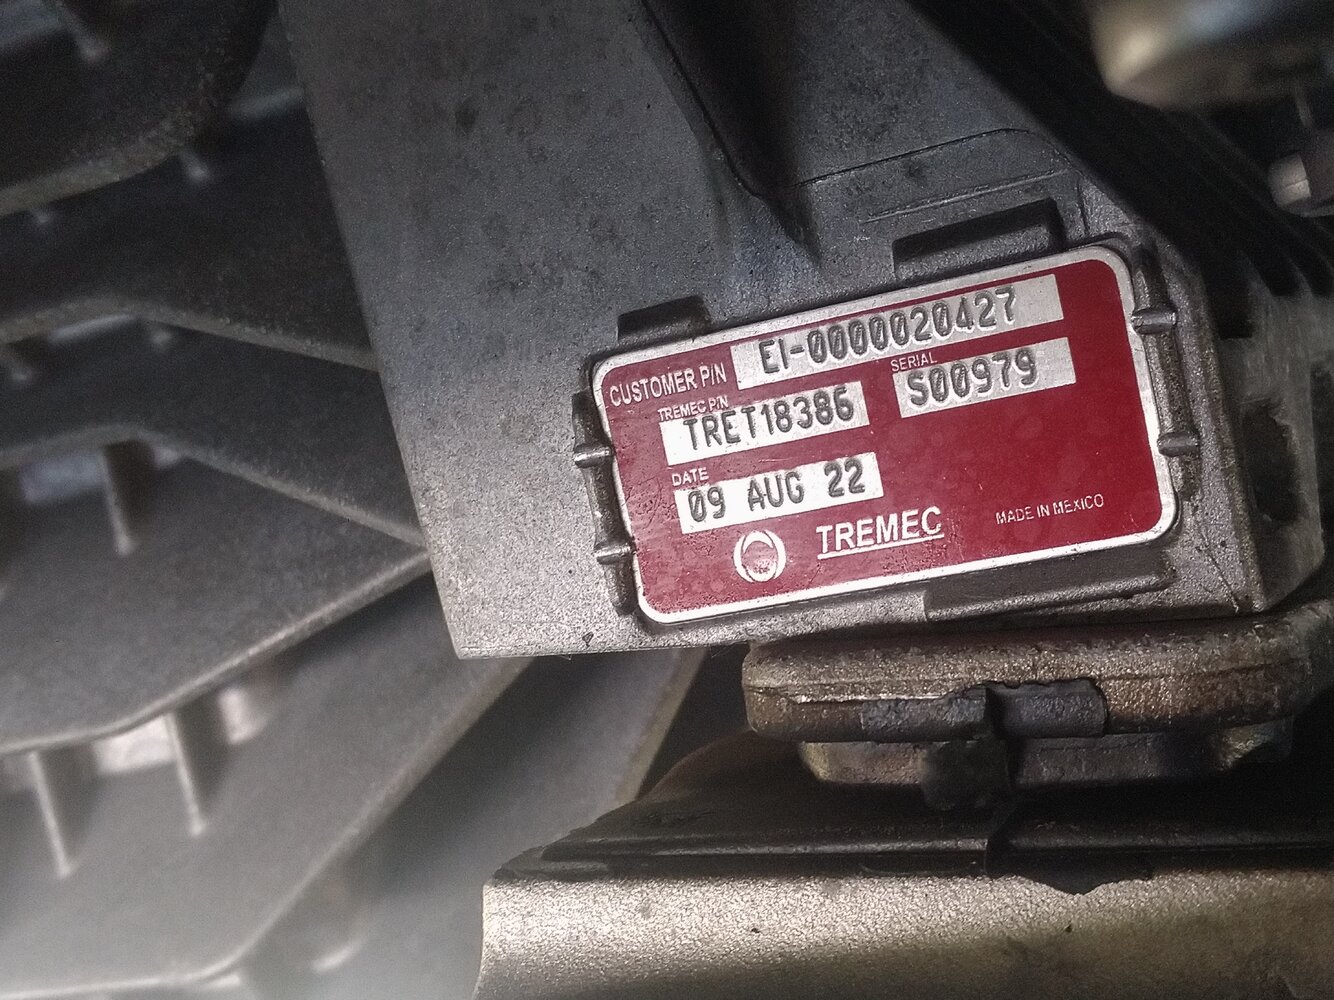 CUSTOMER P/N EI-0000020427
TREMEC P/N SERIAL
TRET18386 S00979
DATE
09 AUG 22
TREMEC MADE IN MEXICO